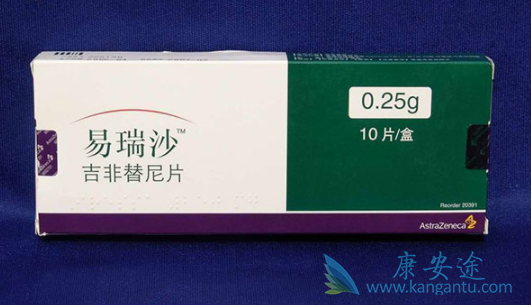 易瑞沙™
吉非替尼片
0.25g
10片/盒
Reorder 20391
AstraZeneca
康安途
www.kangantu.com